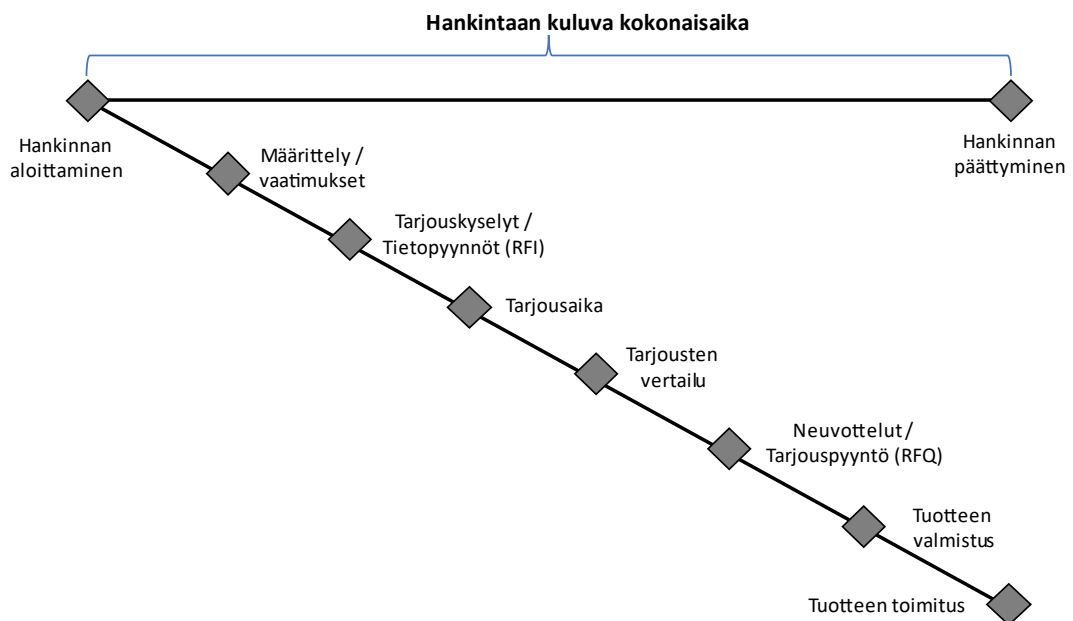 Hankintaan kuluva kokonaisaika
Hankinnan
aloittaminen
Hankinnan
päättyminen
Määrittely /
vaatimukset
Tarjouskyselyt /
Tietopyynnöt (RFI)
Tarjousaika
Tarjousten
vertailu
Neuvottelut /
Tarjouspyyntö (RFQ)
Tuotteen
valmistus
Tuotteen toimitus